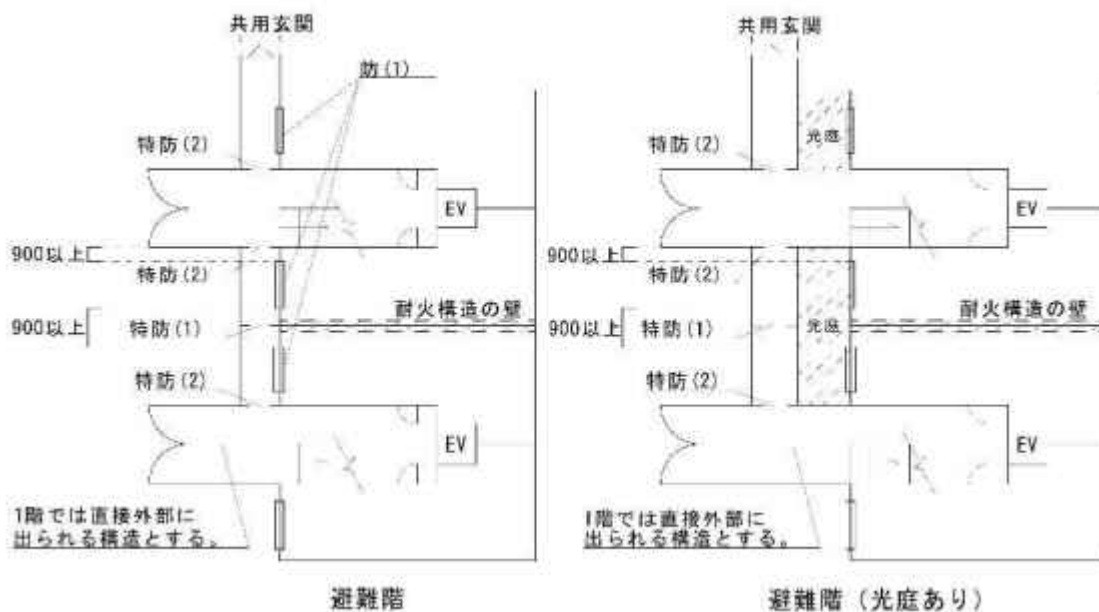 共用玄関
防(1)
特防(2)
EV
900以上
特防(2)
耐火構造の壁
900以上
特防(1)
特防(2)
EV
1階では直接外部に
出られる構造とする。
避難階
共用玄関
特防(2)
光庭
EV
900以上
特防(2)
耐火構造の壁
900以上
特防(1)
光庭
特防(2)
EV
1階では直接外部に
出られる構造とする。
避難階(光庭あり)